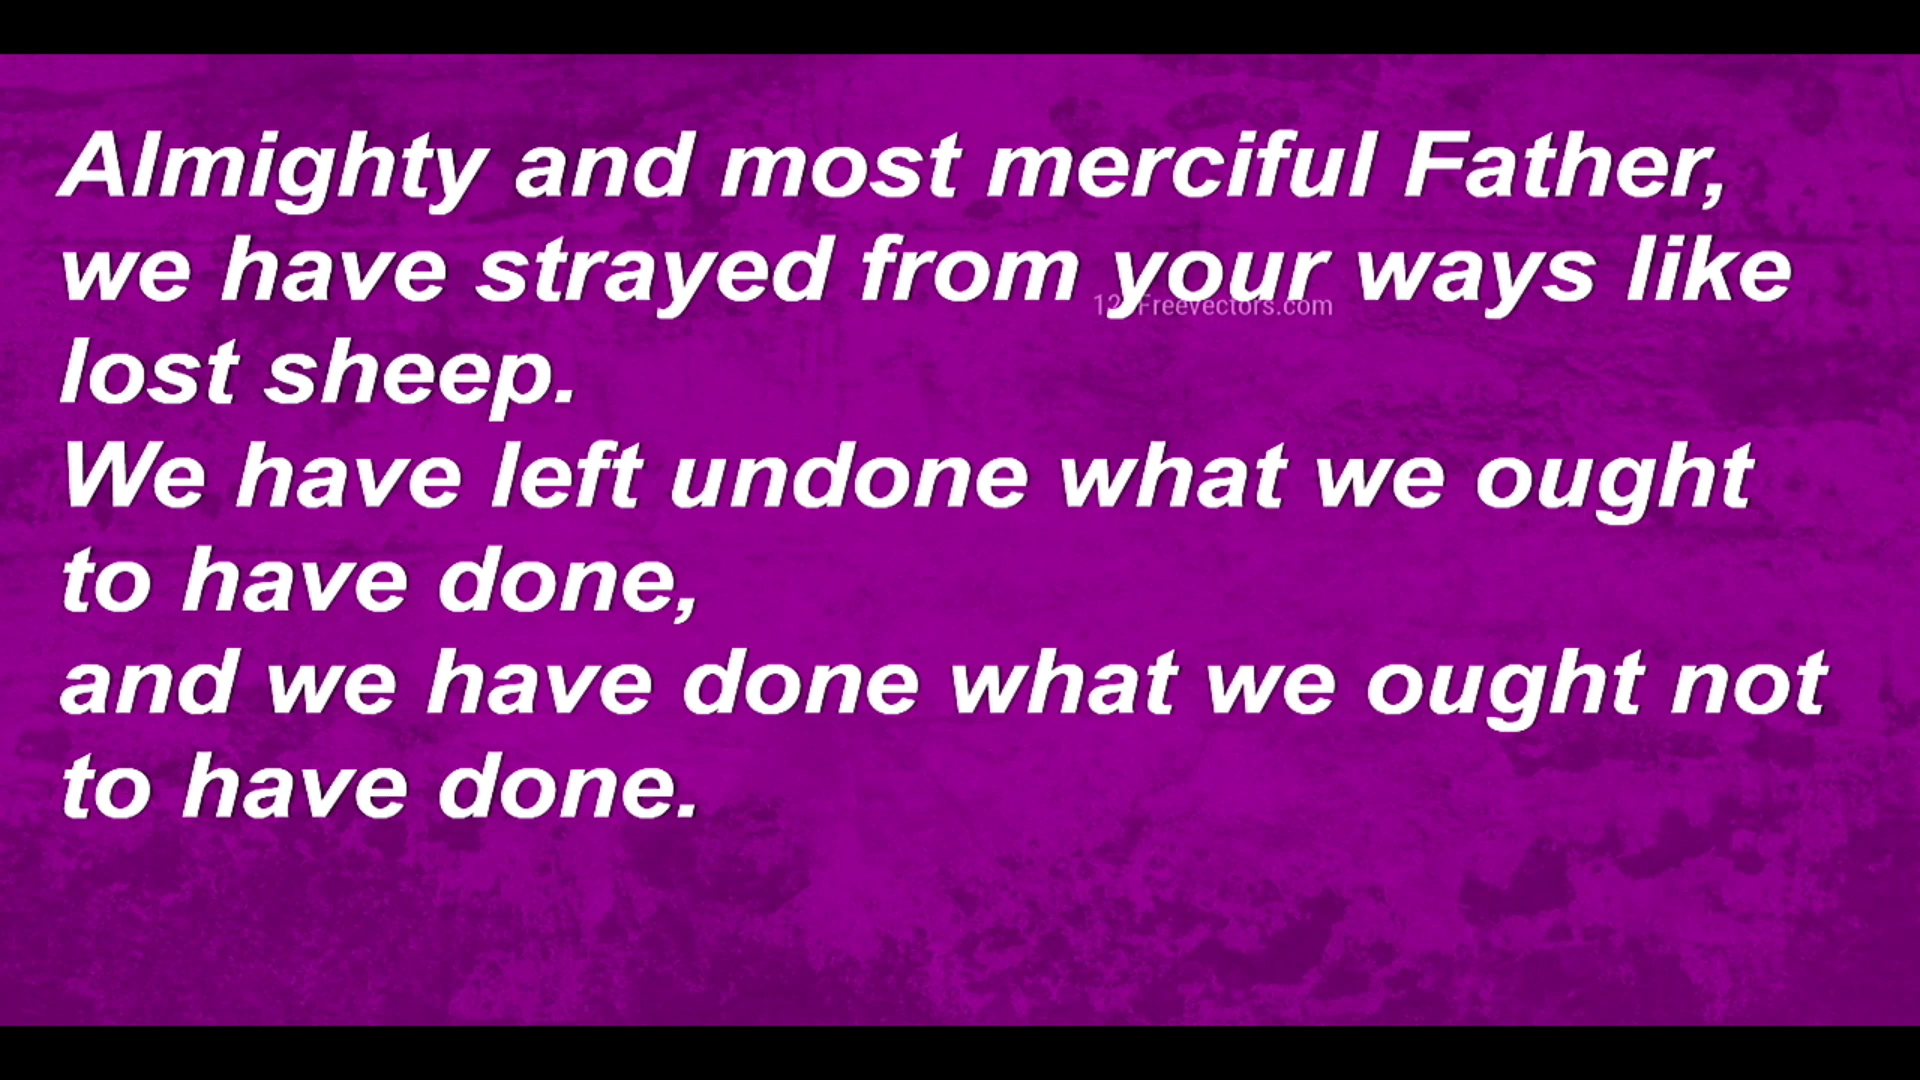 Almighty and most merciful Father,
we have strayed from your ways like
lost sheep.
We have left undone what we ought
to have done,
and we have done what we ought not
to have done.